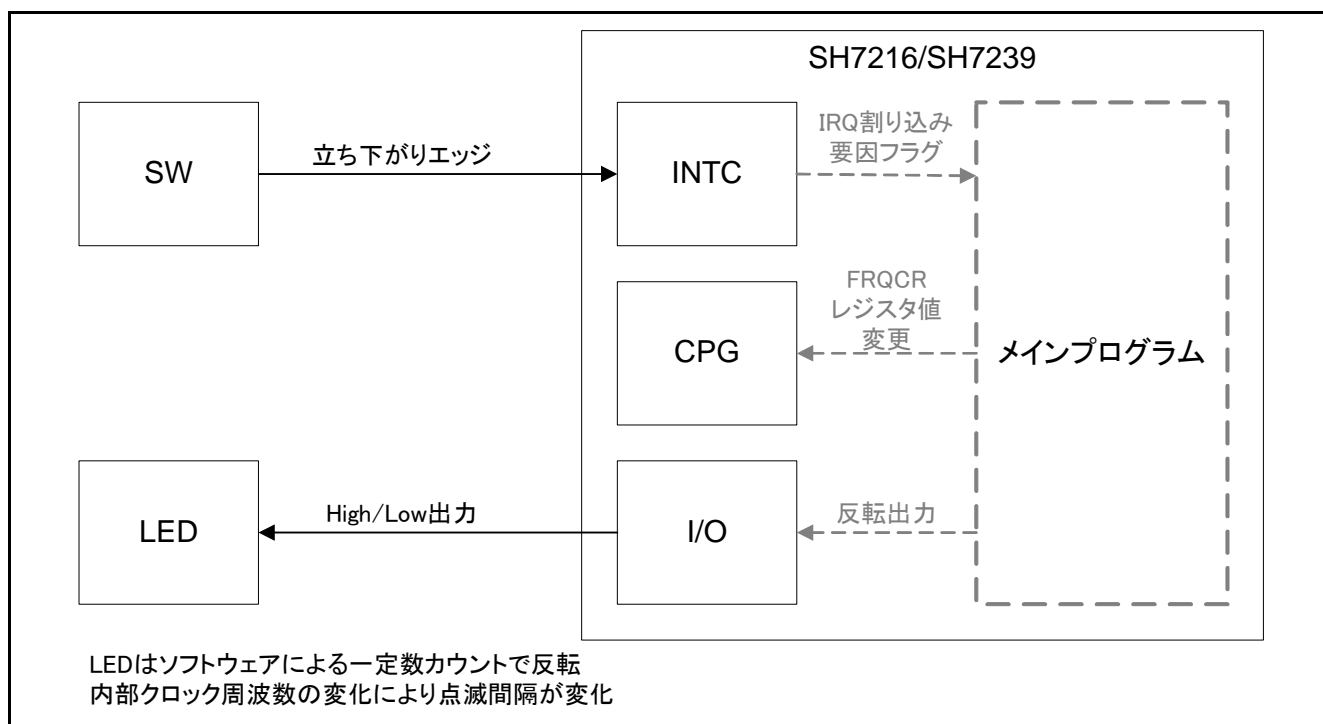 SH7216/SH7239
SW
立ち下がりエッジ
INTC
IRQ割り込み
要因フラグ
CPG
FRQCR
レジスタ値
変更
メインプログラム
LED
High/Low出力
I/O
反転出力
LEDはソフトウェアによる一定数カウントで反転
内部クロック周波数の変化により点滅間隔が変化